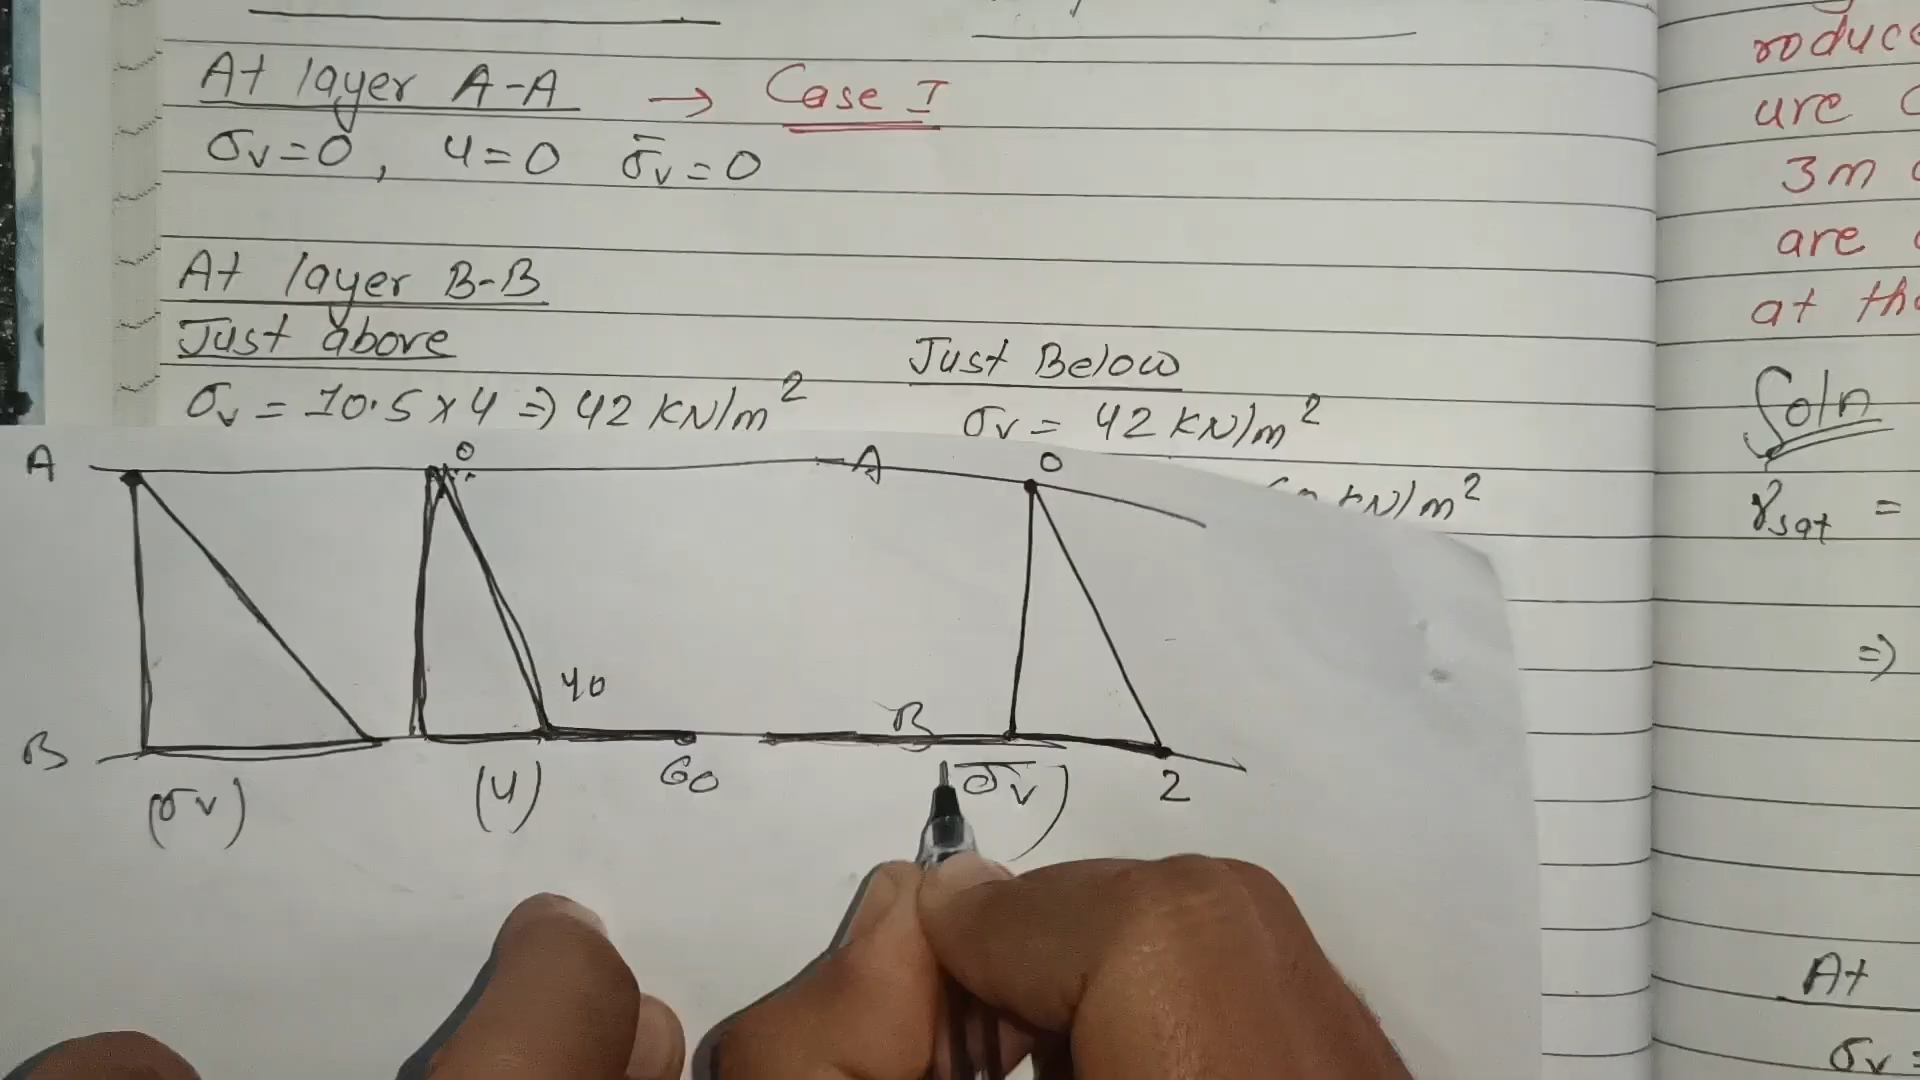 At layer A-A → Case I
σv=0, u=0 σ̄v=0
At layer B-B
Just above
Just Below
σv = 10.5 x 4 ⇒ 42 KN/m²
σv = 42 KN/m²
KN/m²
A 0 A 0
40
B B
60 2
(σv) (u) σ̄v)
roduce
ure
3m
are
at the
Soln
γsat =
⇒
At
σv =